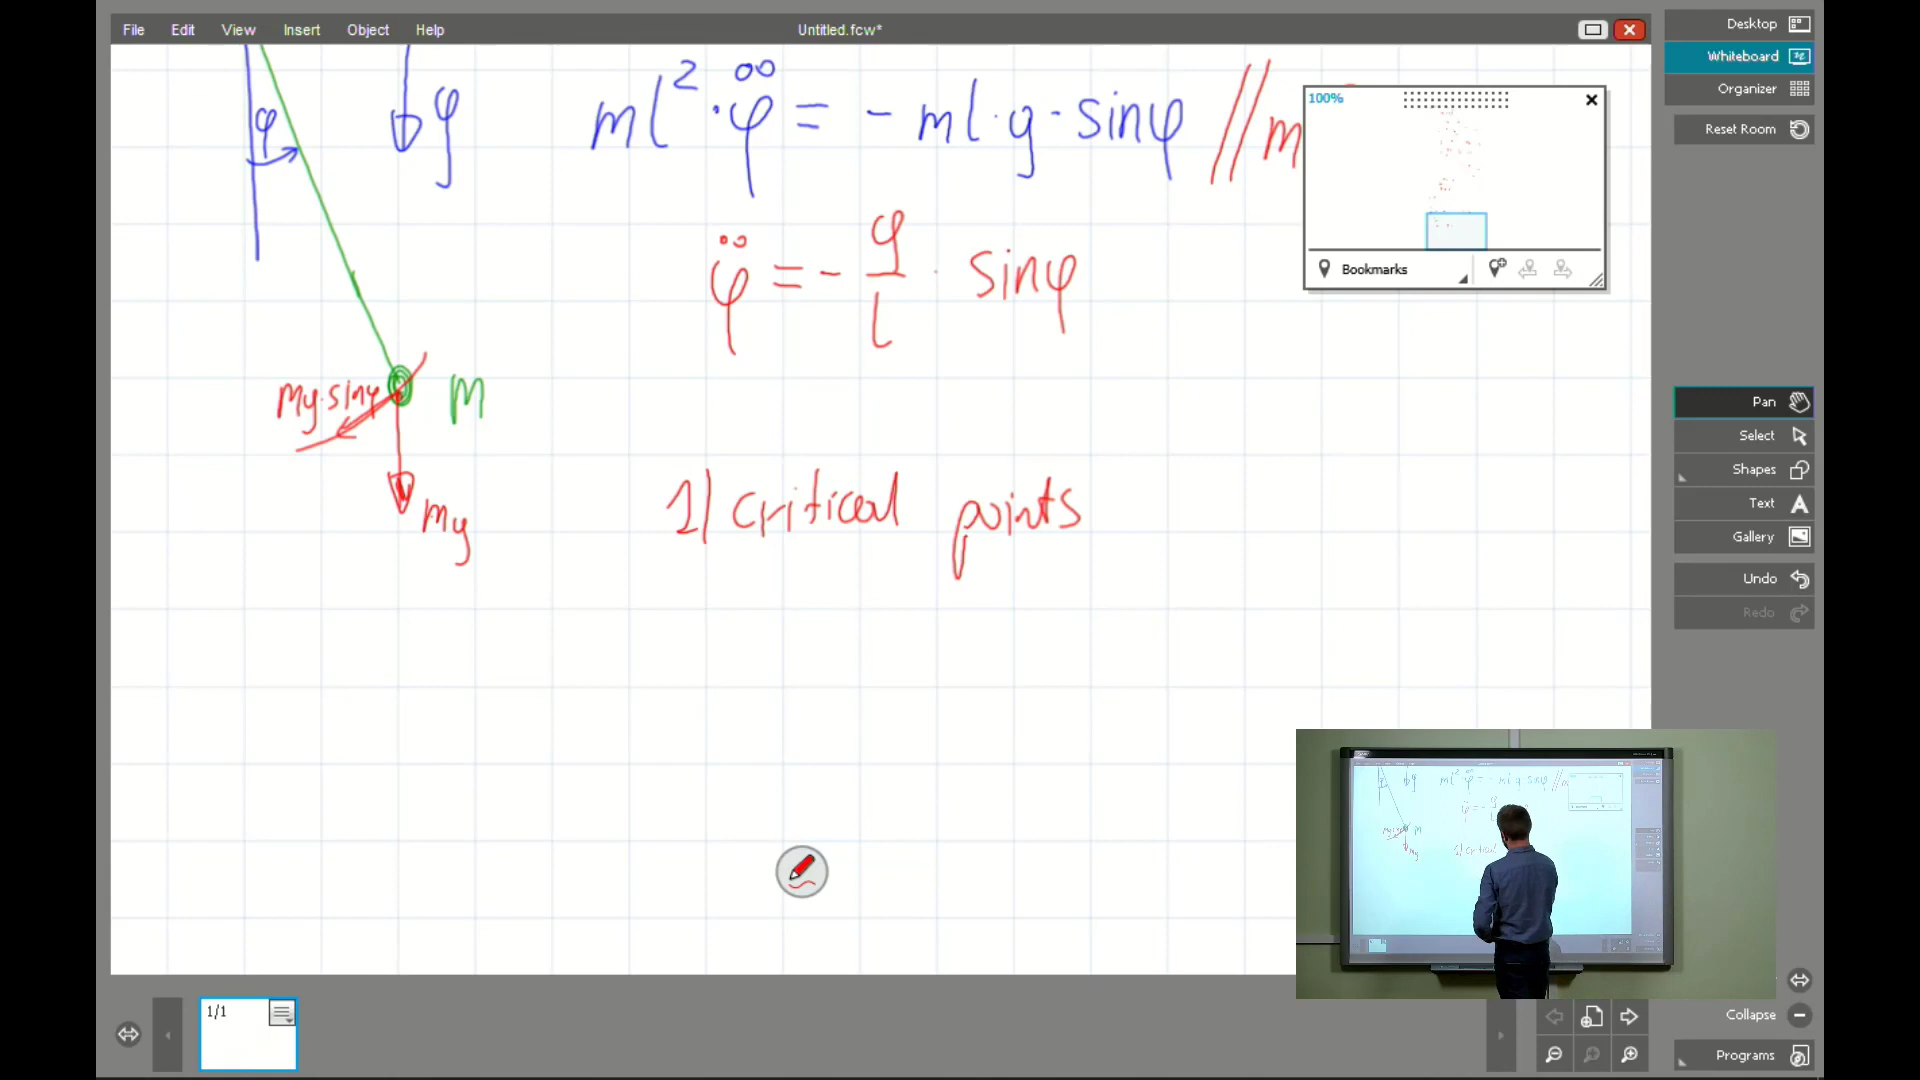 File Edit View Insert Object Help
Untitled.fcw*
φ g
ml² · φ̈ = - ml · g · sinφ // m
φ̈ = - g/l · sinφ
mg·sinφ
m
mg
1) critical points
100%
Bookmarks
Desktop
Whiteboard
Organizer
Reset Room
Pan
Select
Shapes
Text
Gallery
Undo
Redo
1/1
Collapse
Programs